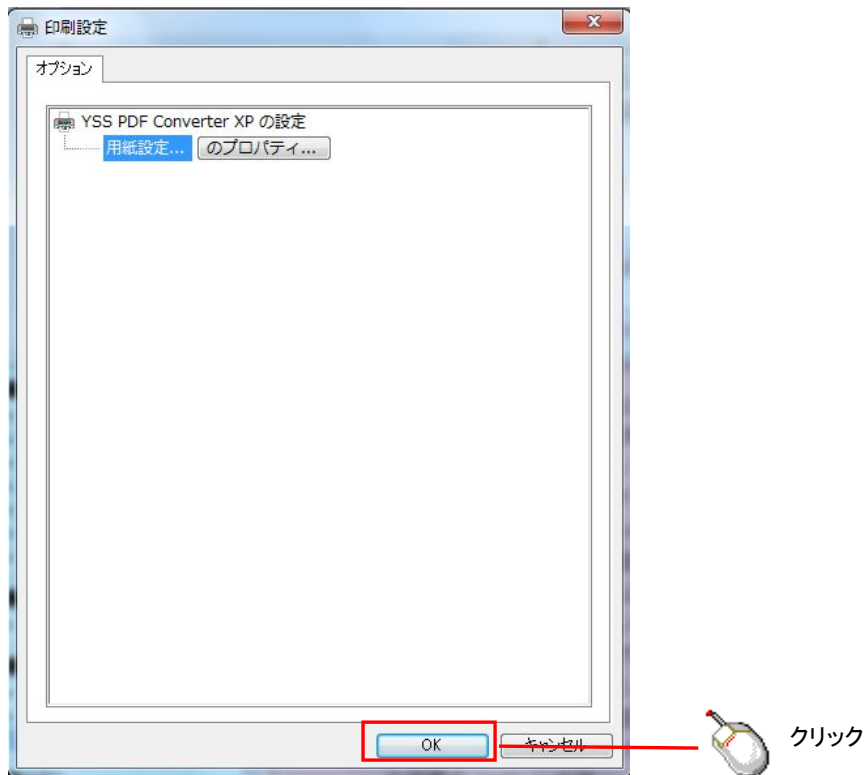 印刷設定
オプション
YSS PDF Converter XP の設定
用紙設定... のプロパティ...
OK キャンセル
クリック